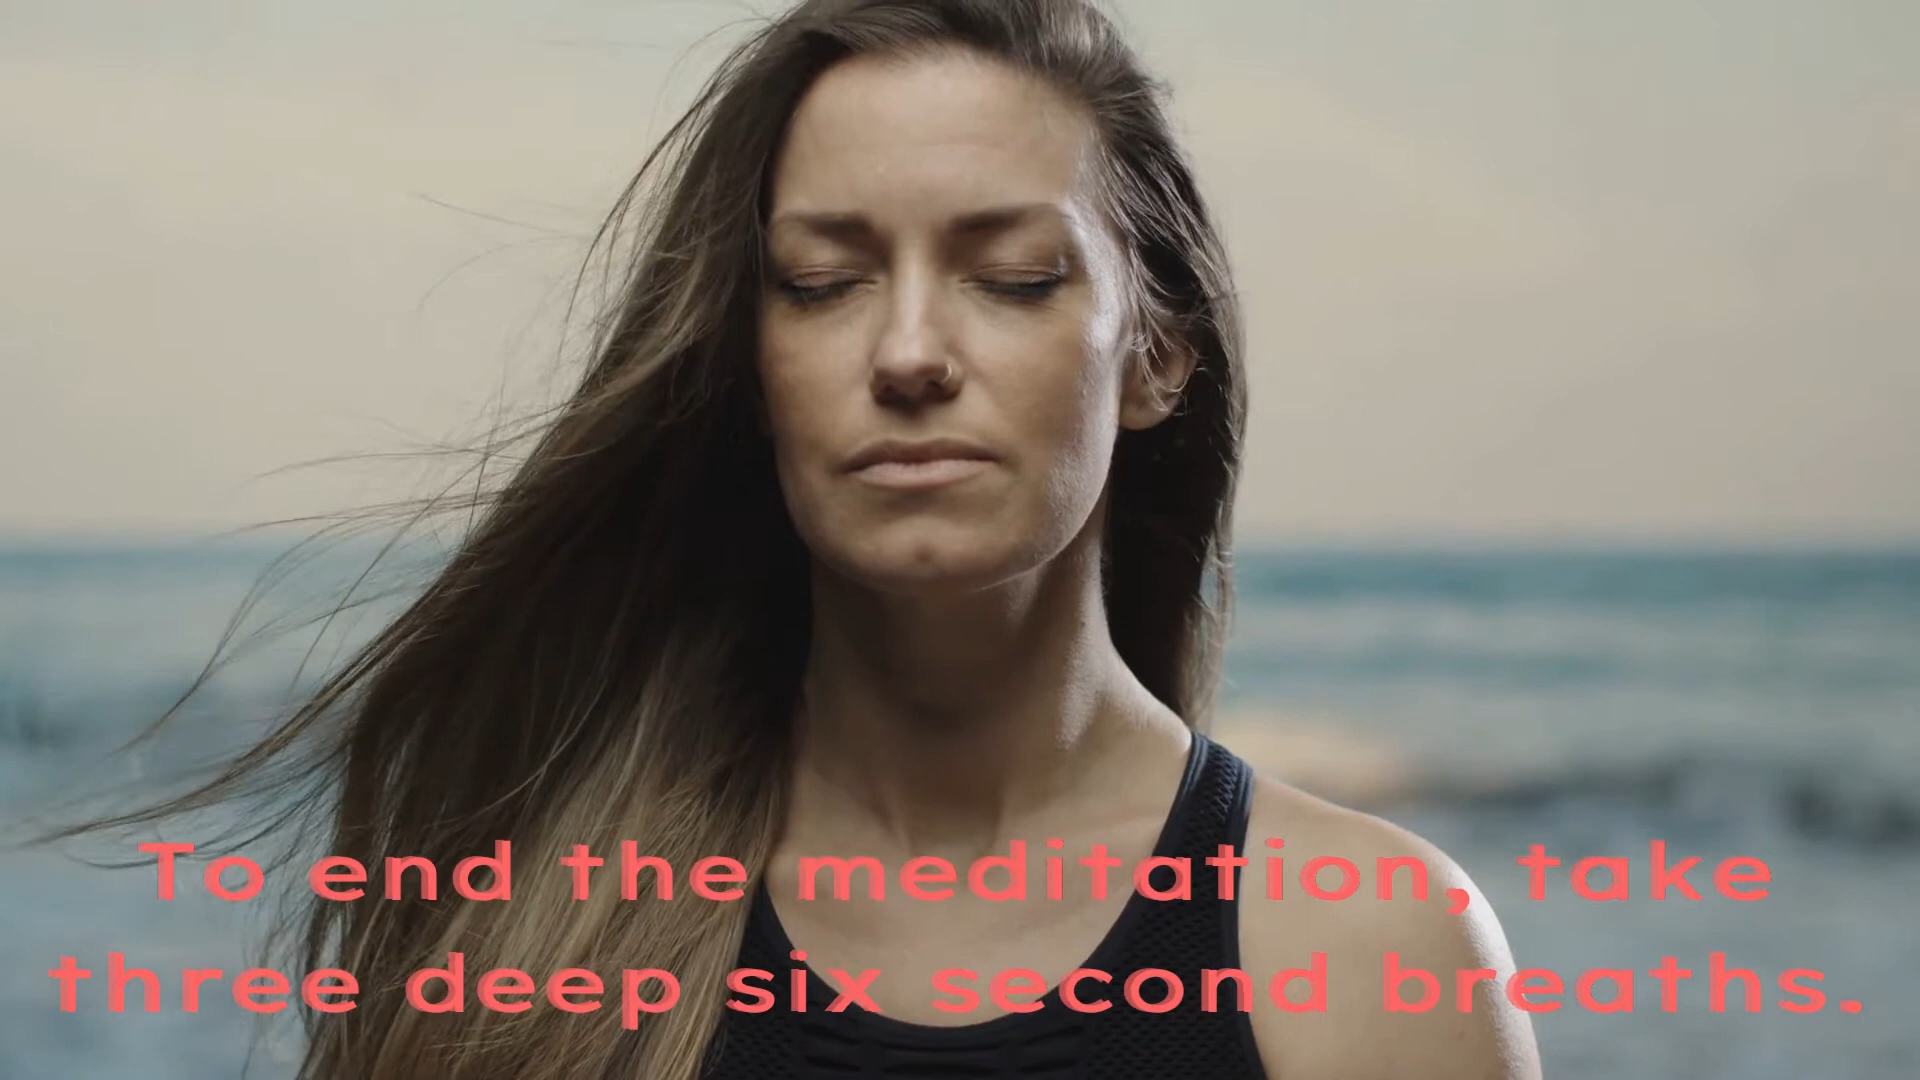 To end the meditation, take
three deep six second breaths.